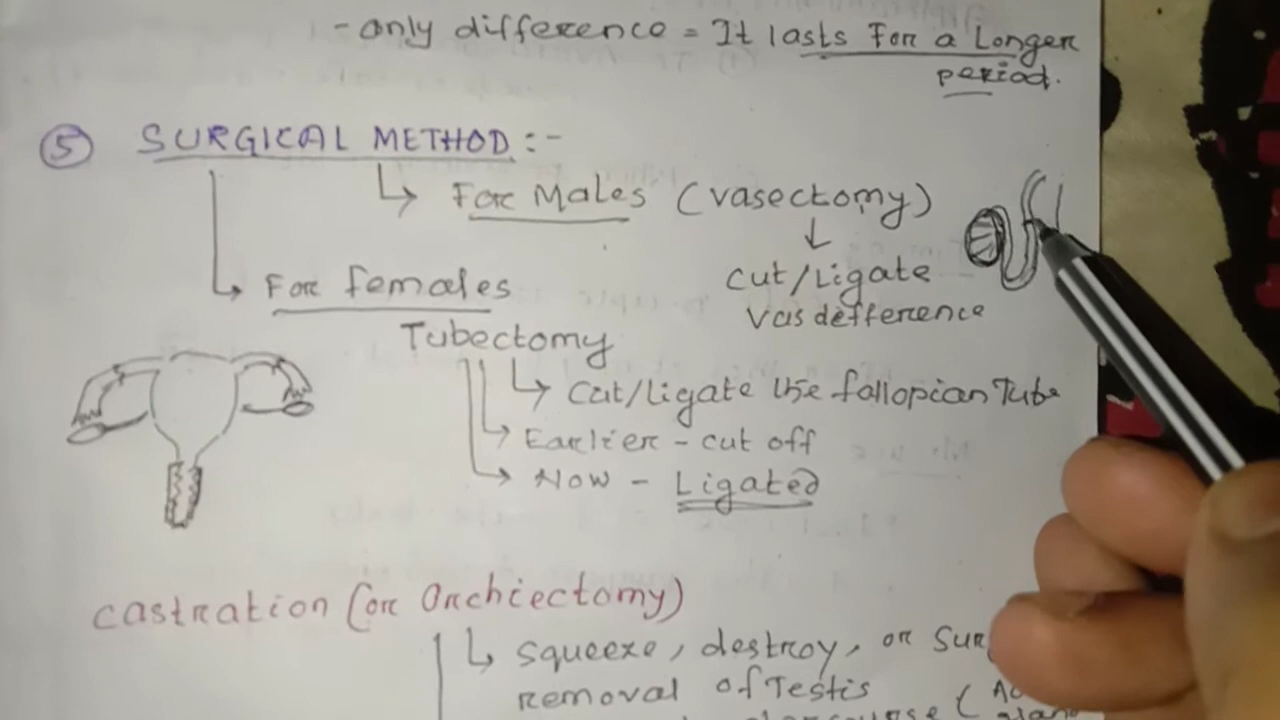 - only difference = It lasts for a Longer
period.
5 SURGICAL METHOD :-
For Males (vasectomy)
Cut/Ligate
Vas defference
For females
Tubectomy
Cut/ligate the fallopian Tube
Earlier - cut off
Now - Ligated
castration (or Orchiectomy)
squeeze, destroy, or Sur
removal of Testis